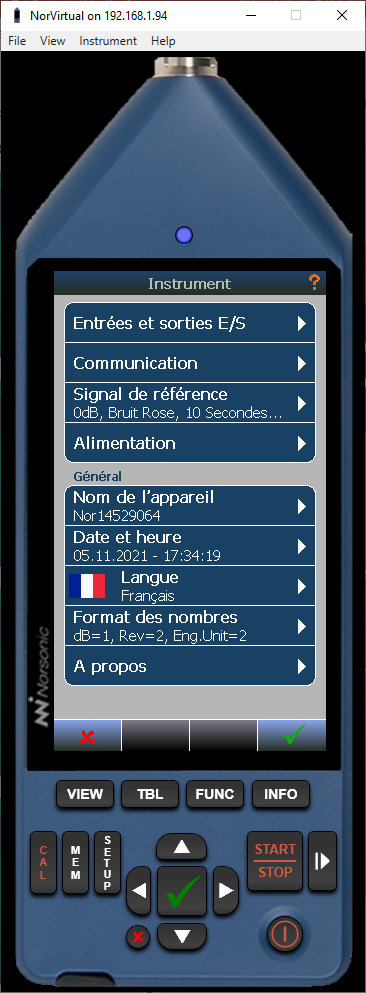 NorVirtual on 192.168.1.94
File View Instrument Help
Instrument ?
Entrées et sorties E/S
Communication
Signal de référence
0dB, Bruit Rose, 10 Secondes...
Alimentation
Général
Nom de l'appareil
Nor14529064
Date et heure
05.11.2021 - 17:34:19
Langue
Français
Format des nombres
dB=1, Rev=2, Eng.Unit=2
A propos
Norsonic
VIEW TBL FUNC INFO
CAL
MEM
SETUP
START
STOP